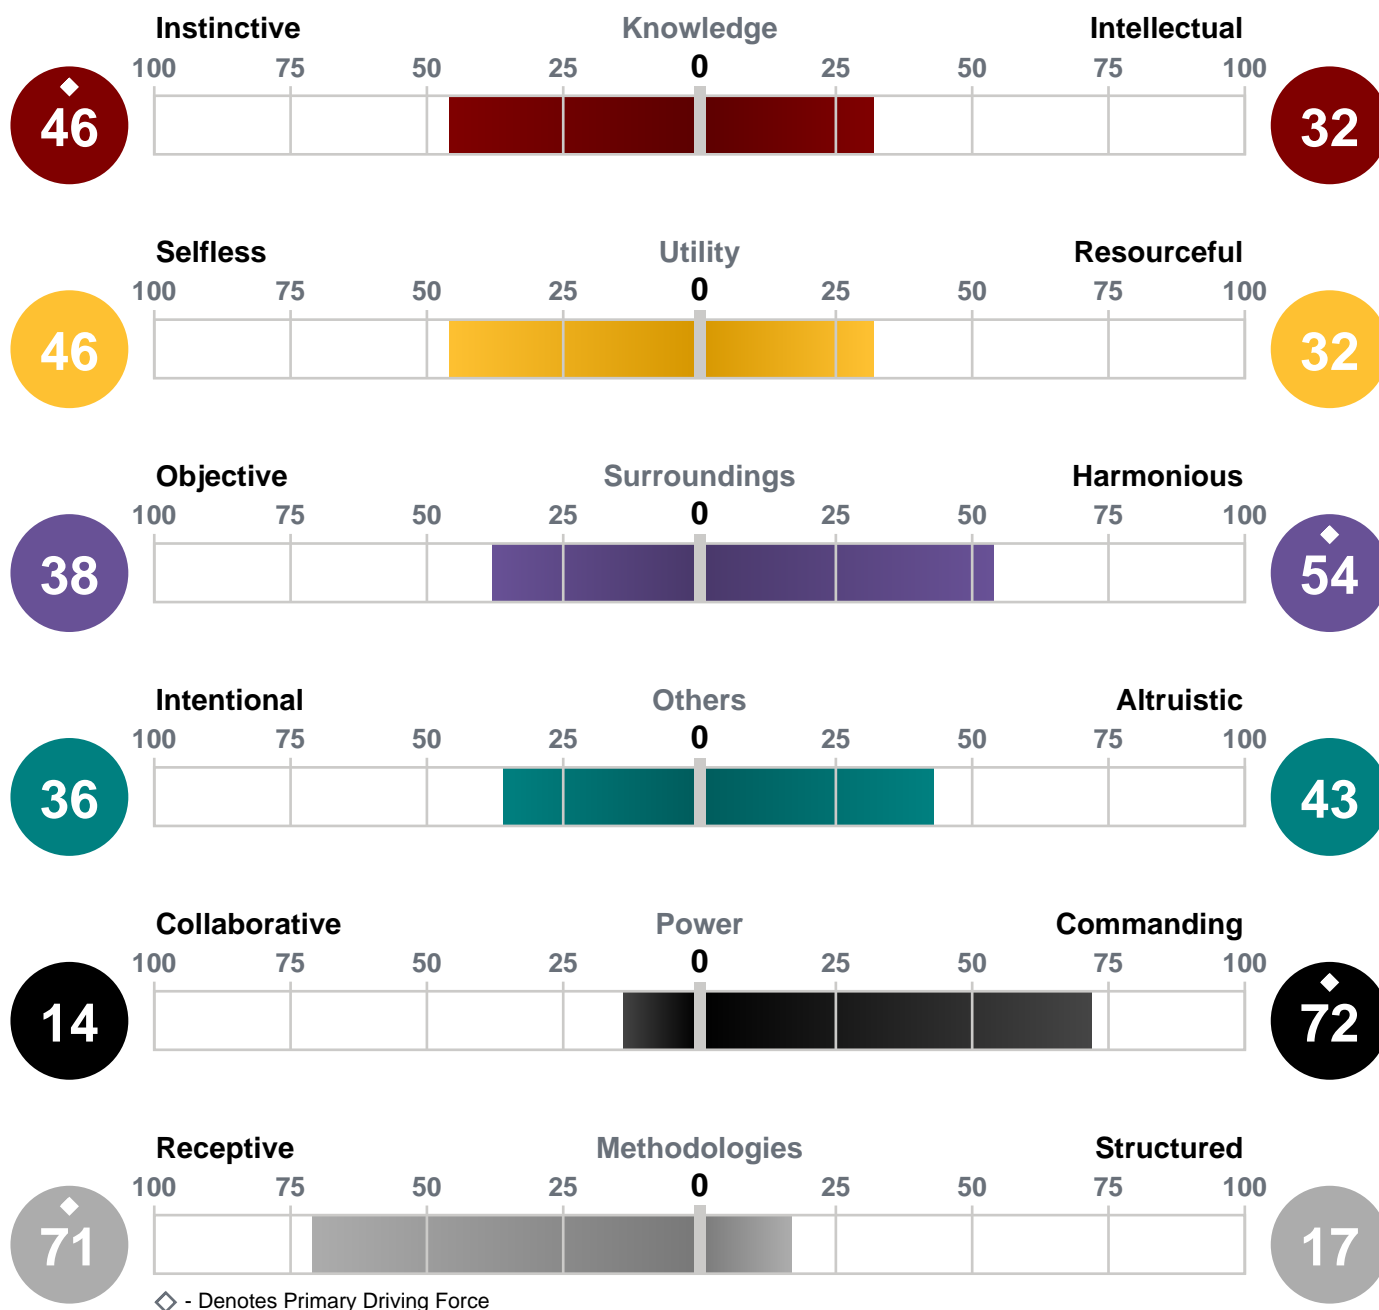 Instinctive Knowledge Intellectual
100 75 50 25 0 25 50 75 100
46 32
Selfless Utility Resourceful
100 75 50 25 0 25 50 75 100
46 32
Objective Surroundings Harmonious
100 75 50 25 0 25 50 75 100
38 54
Intentional Others Altruistic
100 75 50 25 0 25 50 75 100
36 43
Collaborative Power Commanding
100 75 50 25 0 25 50 75 100
14 72
Receptive Methodologies Structured
100 75 50 25 0 25 50 75 100
71 17
- Denotes Primary Driving Force